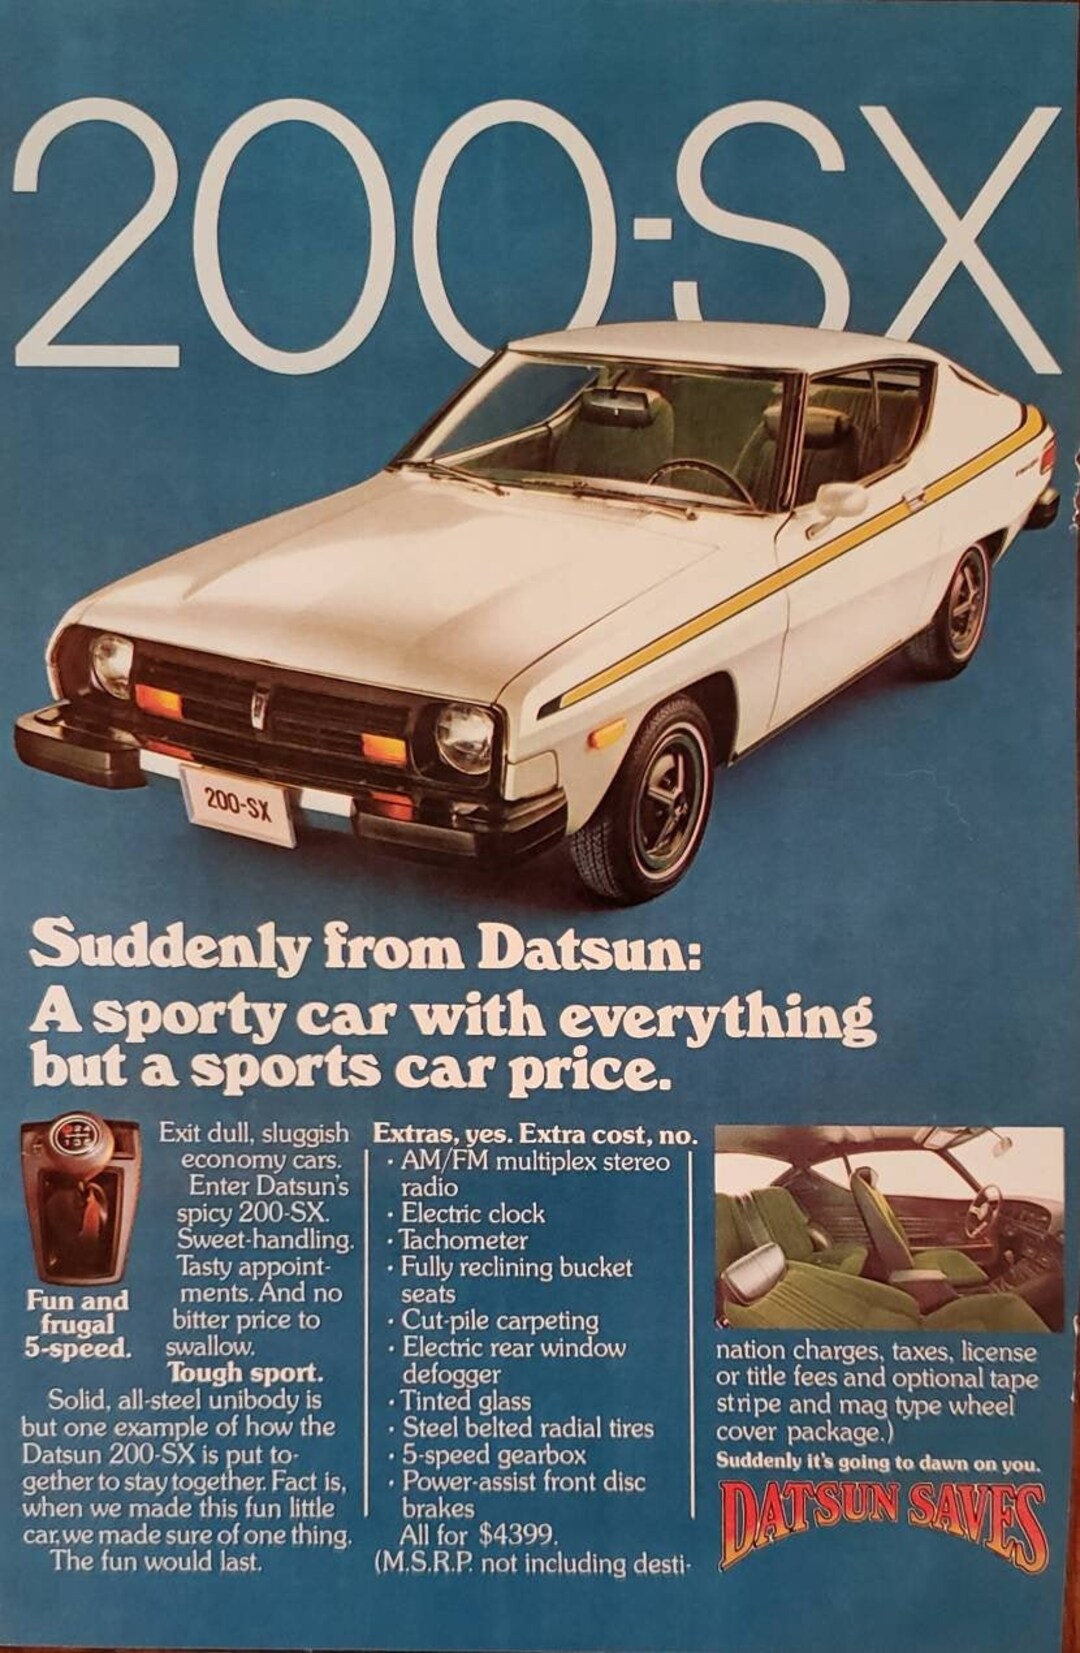 200-SX
200-SX
Suddenly from Datsun:
A sporty car with everything
but a sports car price.
Fun and
frugal
5-speed.
Exit dull, sluggish
economy cars.
Enter Datsun's
spicy 200-SX.
Sweet-handling.
Tasty appoint-
ments. And no
bitter price to
swallow.
Tough sport.
Solid, all-steel unibody is
but one example of how the
Datsun 200-SX is put to-
gether to stay together. Fact is,
when we made this fun little
car, we made sure of one thing.
The fun would last.
Extras, yes. Extra cost, no.
· AM/FM multiplex stereo
radio
· Electric clock
· Tachometer
· Fully reclining bucket
seats
· Cut-pile carpeting
· Electric rear window
defogger
· Tinted glass
· Steel belted radial tires
· 5-speed gearbox
· Power-assist front disc
brakes
All for $4399.
(M.S.R.P. not including desti-
nation charges, taxes, license
or title fees and optional tape
stripe and mag type wheel
cover package.)
Suddenly it's going to dawn on you.
DATSUN SAVES